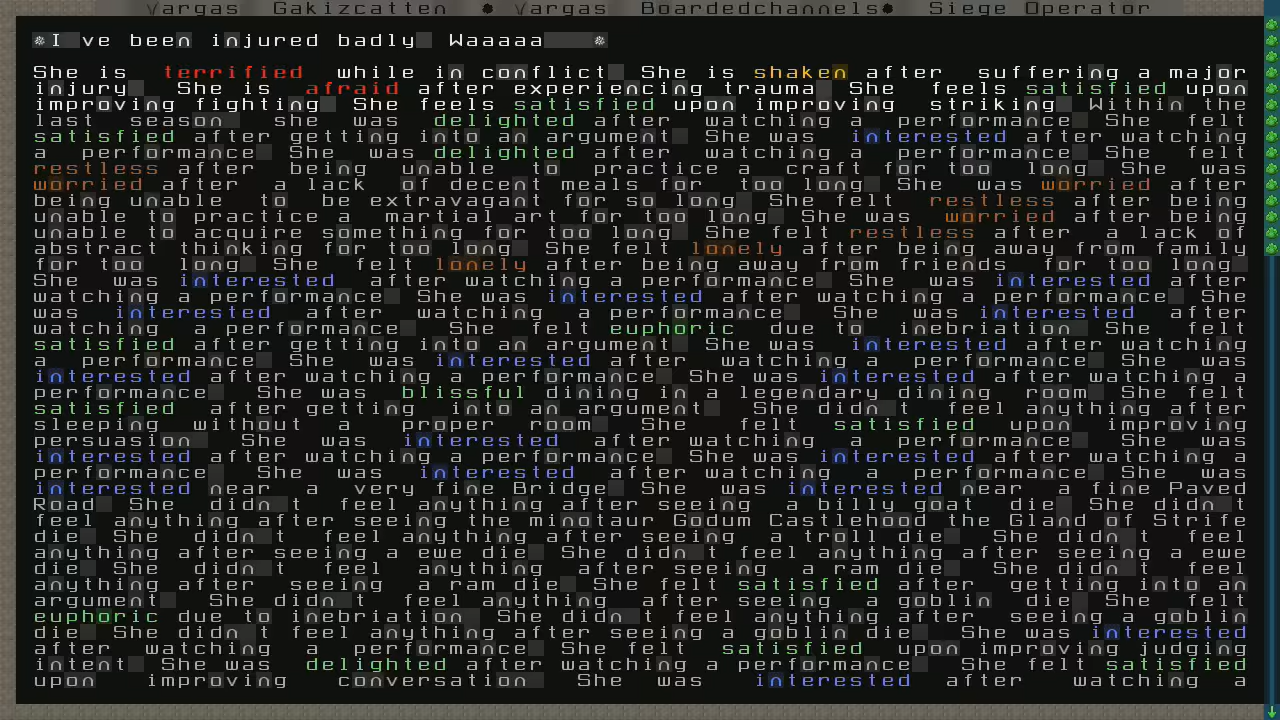 Vargas Gakizcatten Vargas Boardedchannels Siege Operator
I ve been injured badly Waaaaa
She is terrified while in conflict She is shaken after suffering a major
injury She is afraid after experiencing trauma She feels satisfied upon
improving fighting She feels satisfied upon improving striking Within the
last season she was delighted after watching a performance She felt
satisfied after getting into an argument She was interested after watching
a performance She was delighted after watching a performance She felt
restless after being unable to practice a craft for too long She was
worried after a lack of decent meals for too long She was worried after
being unable to be extravagant for so long She felt restless after being
unable to practice a martial art for too long She was worried after being
unable to acquire something for too long She felt restless after a lack of
abstract thinking for too long She felt lonely after being away from family
for too long She felt lonely after being away from friends for too long
She was interested after watching a performance She was interested after
watching a performance She was interested after watching a performance She
was interested after watching a performance She was interested after
watching a performance She felt euphoric due to inebriation She felt
satisfied after getting into an argument She was interested after watching
a performance She was interested after watching a performance She was
interested after watching a performance She was interested after watching a
performance She was blissful dining in a legendary dining room She felt
satisfied after getting into an argument She didn t feel anything after
sleeping without a proper room She felt satisfied upon improving
persuasion She was interested after watching a performance She was
interested after watching a performance She was interested after watching a
performance She was interested after watching a performance She was
interested near a very fine Bridge She was interested near a fine Paved
Road She didn t feel anything after seeing a billy goat die She didn t
feel anything after seeing the minotaur Godum Castlehood the Gland of Strife
die She didn t feel anything after seeing a troll die She didn t feel
anything after seeing a ewe die She didn t feel anything after seeing a ewe
die She didn t feel anything after seeing a ram die She didn t feel
anything after seeing a ram die She felt satisfied after getting into an
argument She didn t feel anything after seeing a goblin die She felt
euphoric due to inebriation She didn t feel anything after seeing a goblin
die She didn t feel anything after seeing a goblin die She was interested
after watching a performance She felt satisfied upon improving judging
intent She was delighted after watching a performance She felt satisfied
upon improving conversation She was interested after watching a